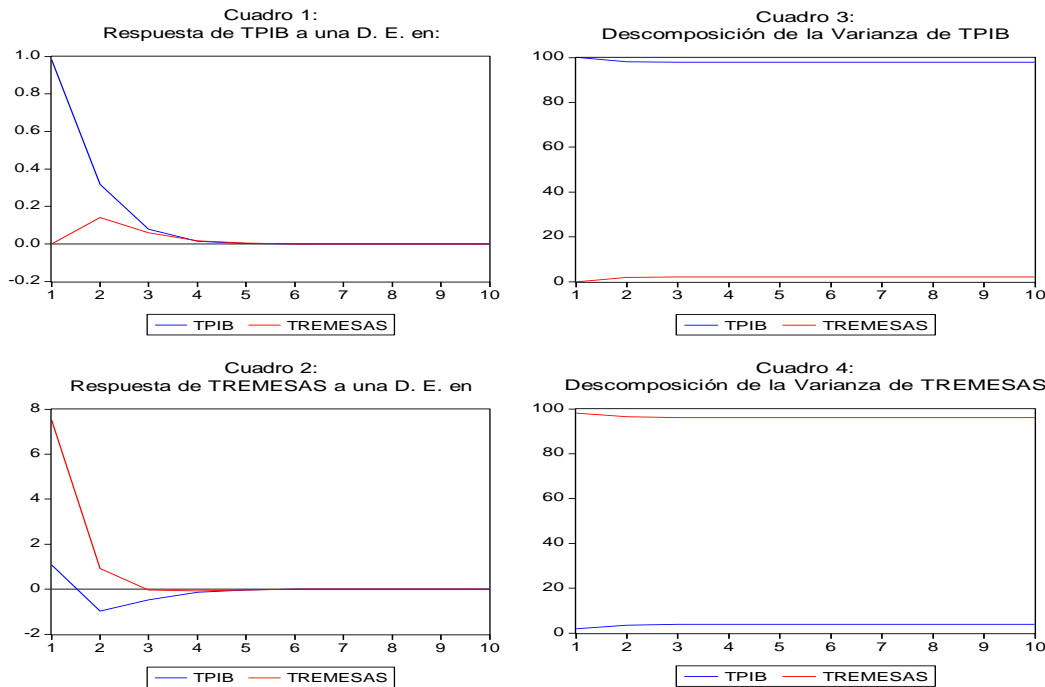 Cuadro 1:
Respuesta de TPIB a una D. E. en:
1.0
0.8
0.6
0.4
0.2
0.0
-0.2
1 2 3 4 5 6 7 8 9 10
TPIB TREMESAS
Cuadro 3:
Descomposición de la Varianza de TPIB
100
80
60
40
20
0
1 2 3 4 5 6 7 8 9 10
TPIB TREMESAS
Cuadro 2:
Respuesta de TREMESAS a una D. E. en
8
6
4
2
0
-2
1 2 3 4 5 6 7 8 9 10
TPIB TREMESAS
Cuadro 4:
Descomposición de la Varianza de TREMESAS
100
80
60
40
20
0
1 2 3 4 5 6 7 8 9 10
TPIB TREMESAS